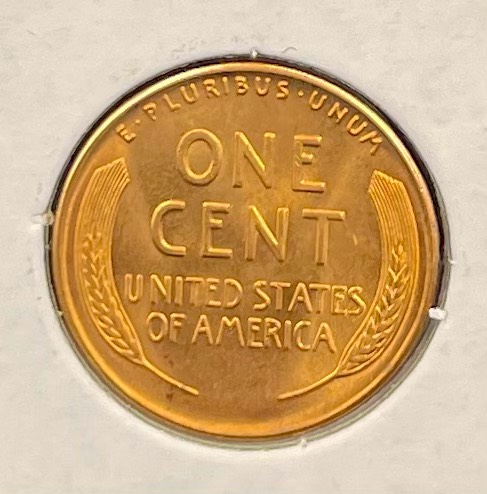 E·PLURIBUS·UNUM
ONE
CENT
UNITED STATES
OF AMERICA